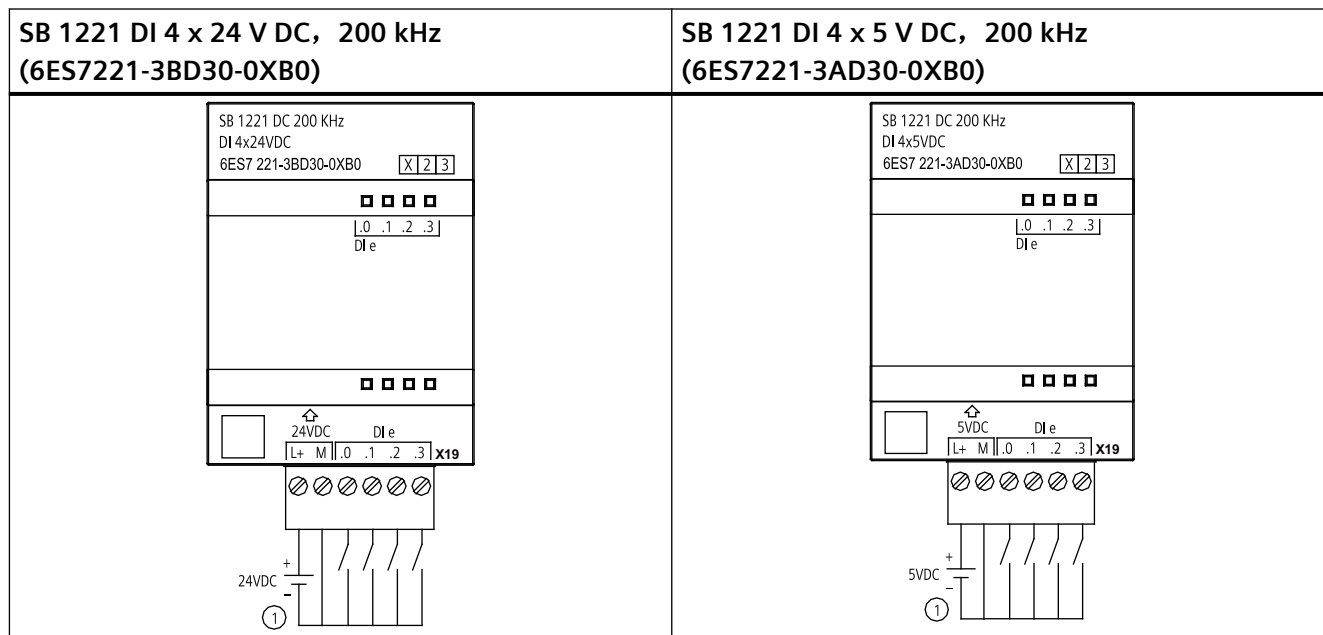 SB 1221 DI 4 x 24 V DC，200 kHz
(6ES7221-3BD30-0XB0)
SB 1221 DI 4 x 5 V DC，200 kHz
(6ES7221-3AD30-0XB0)
SB 1221 DC 200 KHz
DI 4x24VDC
6ES7 221-3BD30-0XB0 X 2 3
.0 .1 .2 .3
DI e
24VDC DI e
L+ M .0 .1 .2 .3 X19
+
24VDC
−
1
SB 1221 DC 200 KHz
DI 4x5VDC
6ES7 221-3AD30-0XB0 X 2 3
.0 .1 .2 .3
DI e
5VDC DI e
L+ M .0 .1 .2 .3 X19
+
5VDC
−
1